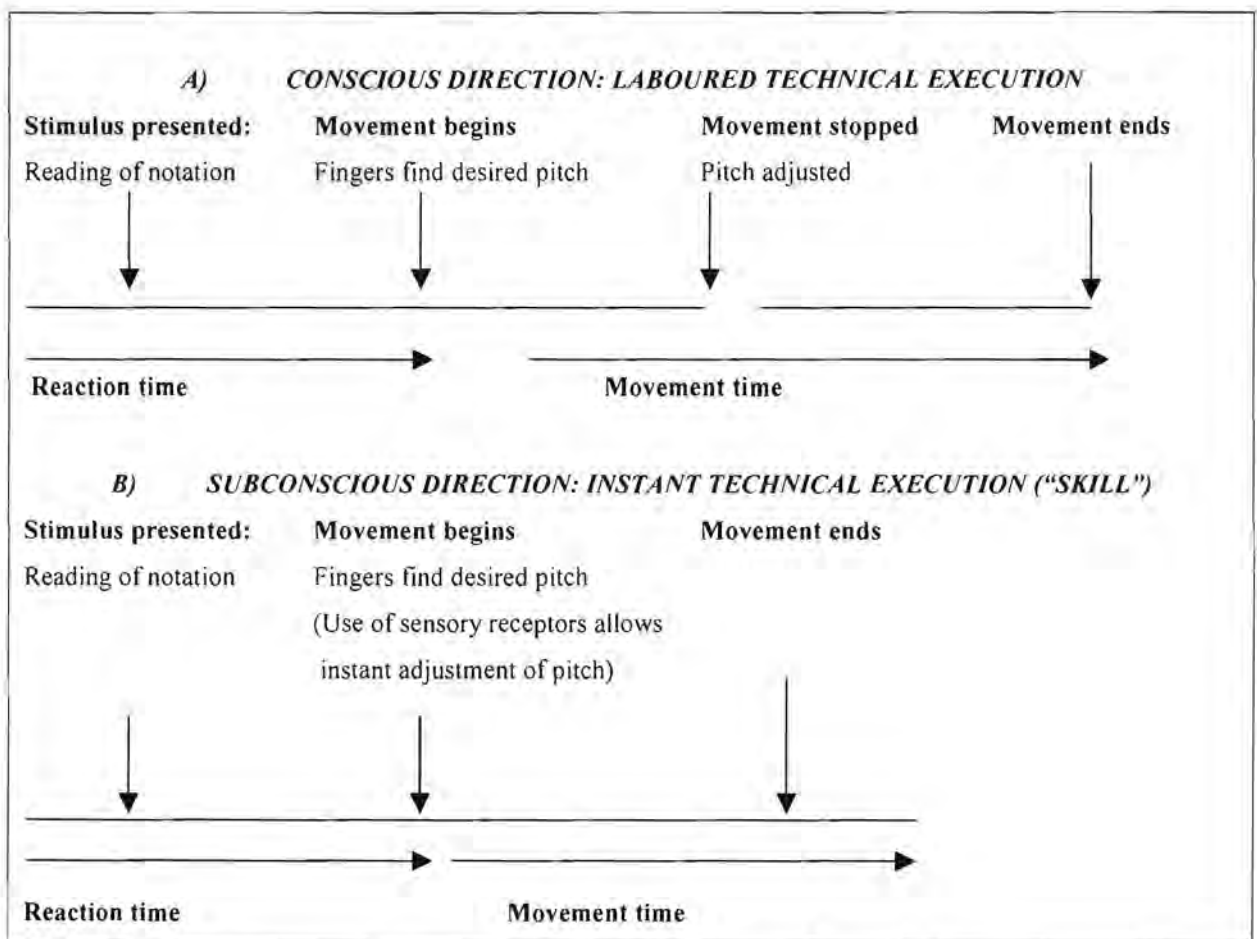 A) CONSCIOUS DIRECTION: LABOURED TECHNICAL EXECUTION
Stimulus presented: Movement begins Movement stopped Movement ends
Reading of notation Fingers find desired pitch Pitch adjusted
Reaction time Movement time
B) SUBCONSCIOUS DIRECTION: INSTANT TECHNICAL EXECUTION (“SKILL”)
Stimulus presented: Movement begins Movement ends
Reading of notation Fingers find desired pitch
(Use of sensory receptors allows
instant adjustment of pitch)
Reaction time Movement time